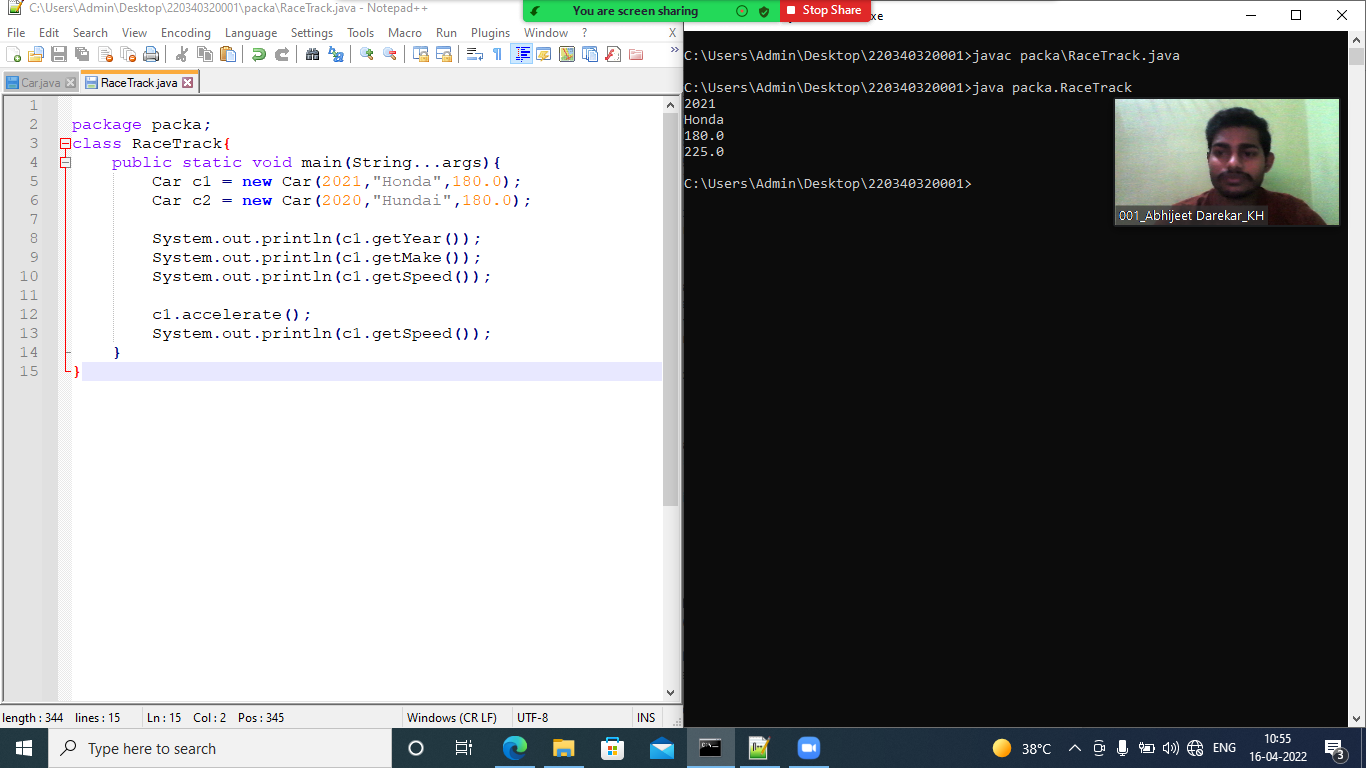 C:\Users\Admin\Desktop\220340320001\packa\RaceTrack.java - Notepad++
You are screen sharing
Stop Share
xe
File Edit Search View Encoding Language Settings Tools Macro Run Plugins Window ? X
Car.java
RaceTrack.java
1
2 package packa;
3 class RaceTrack{
4 public static void main(String...args){
5 Car c1 = new Car(2021,"Honda",180.0);
6 Car c2 = new Car(2020,"Hundai",180.0);
7
8 System.out.println(c1.getYear());
9 System.out.println(c1.getMake());
10 System.out.println(c1.getSpeed());
11
12 c1.accelerate();
13 System.out.println(c1.getSpeed());
14 }
15 }
length : 344 lines : 15 Ln : 15 Col : 2 Pos : 345 Windows (CR LF) UTF-8 INS
C:\Users\Admin\Desktop\220340320001>javac packa\RaceTrack.java
C:\Users\Admin\Desktop\220340320001>java packa.RaceTrack
2021
Honda
180.0
225.0
C:\Users\Admin\Desktop\220340320001>
001_Abhijeet Darekar_KH
Type here to search
38°C
ENG
10:55
16-04-2022
3